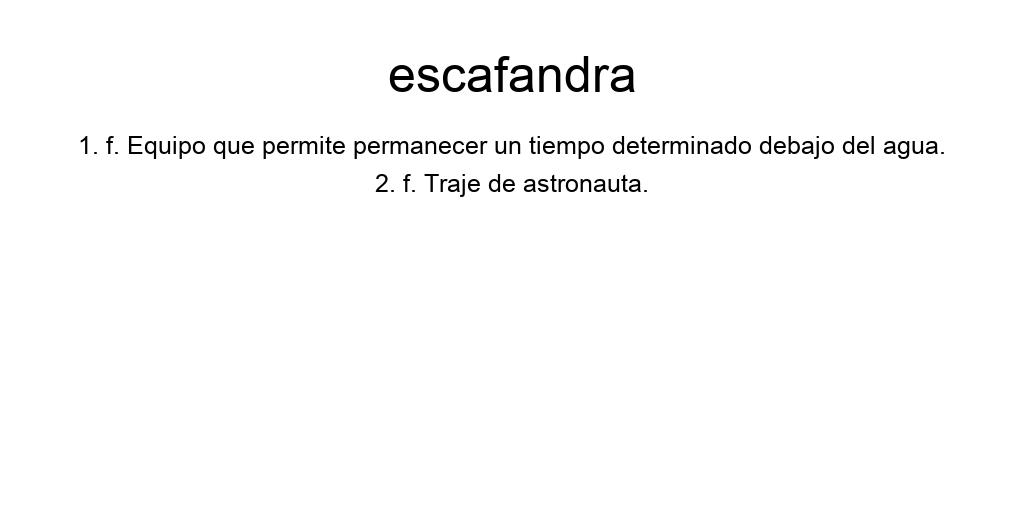 escafandra
1. f. Equipo que permite permanecer un tiempo determinado debajo del agua.
2. f. Traje de astronauta.